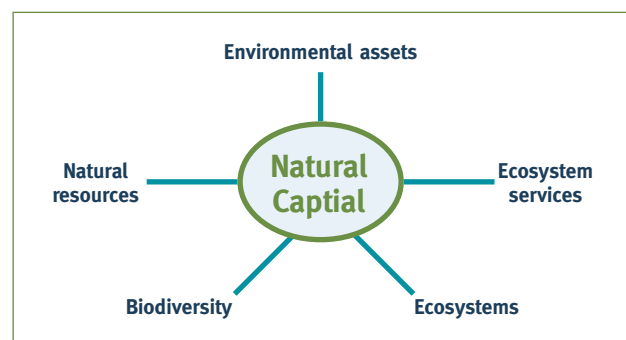 Environmental assets
Natural
resources
Natural
Captial
Ecosystem
services
Biodiversity
Ecosystems